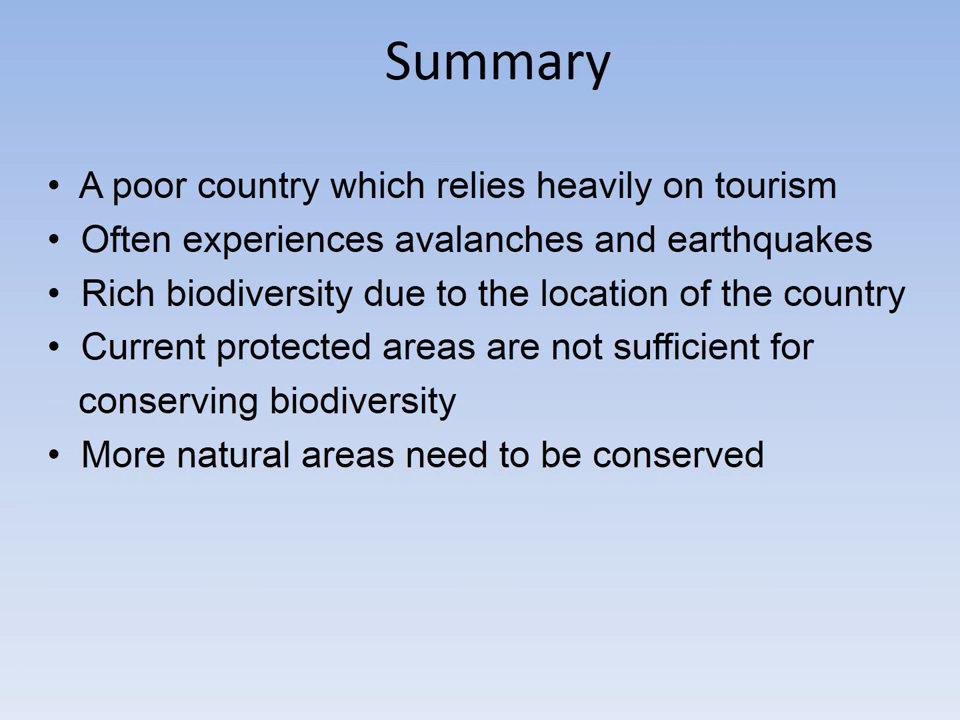 Summary
• A poor country which relies heavily on tourism
• Often experiences avalanches and earthquakes
• Rich biodiversity due to the location of the country
• Current protected areas are not sufficient for
conserving biodiversity
• More natural areas need to be conserved